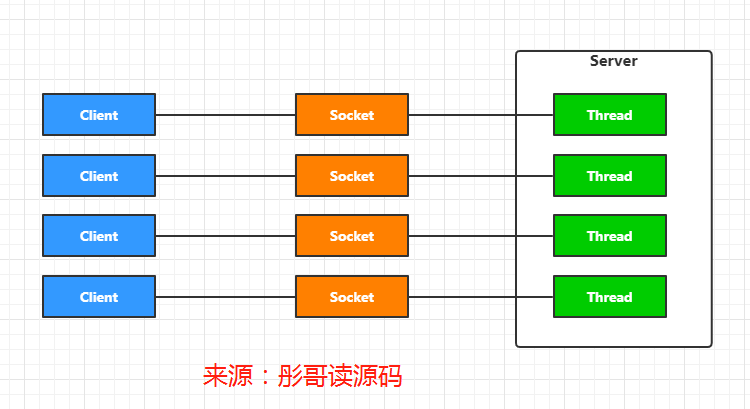 Server
Client Socket Thread
Client Socket Thread
Client Socket Thread
Client Socket Thread
来源：彤哥读源码